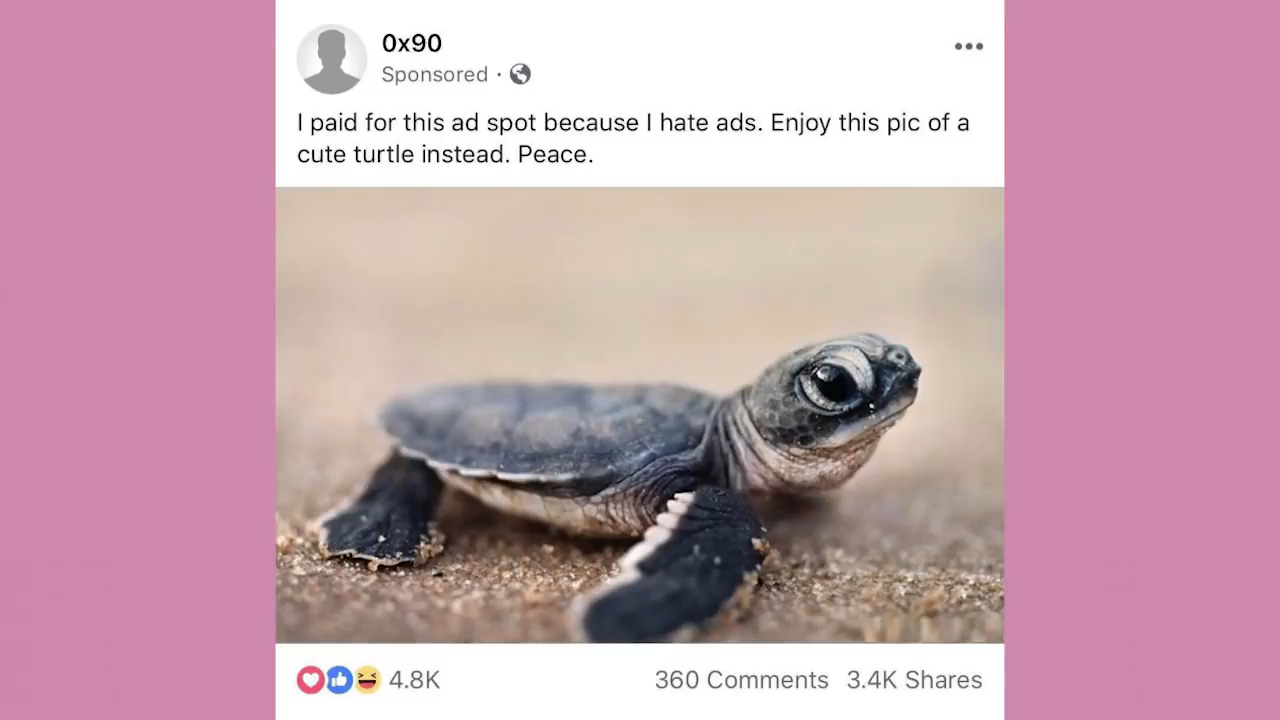 0x90
Sponsored ·
I paid for this ad spot because I hate ads. Enjoy this pic of a
cute turtle instead. Peace.
4.8K 360 Comments 3.4K Shares